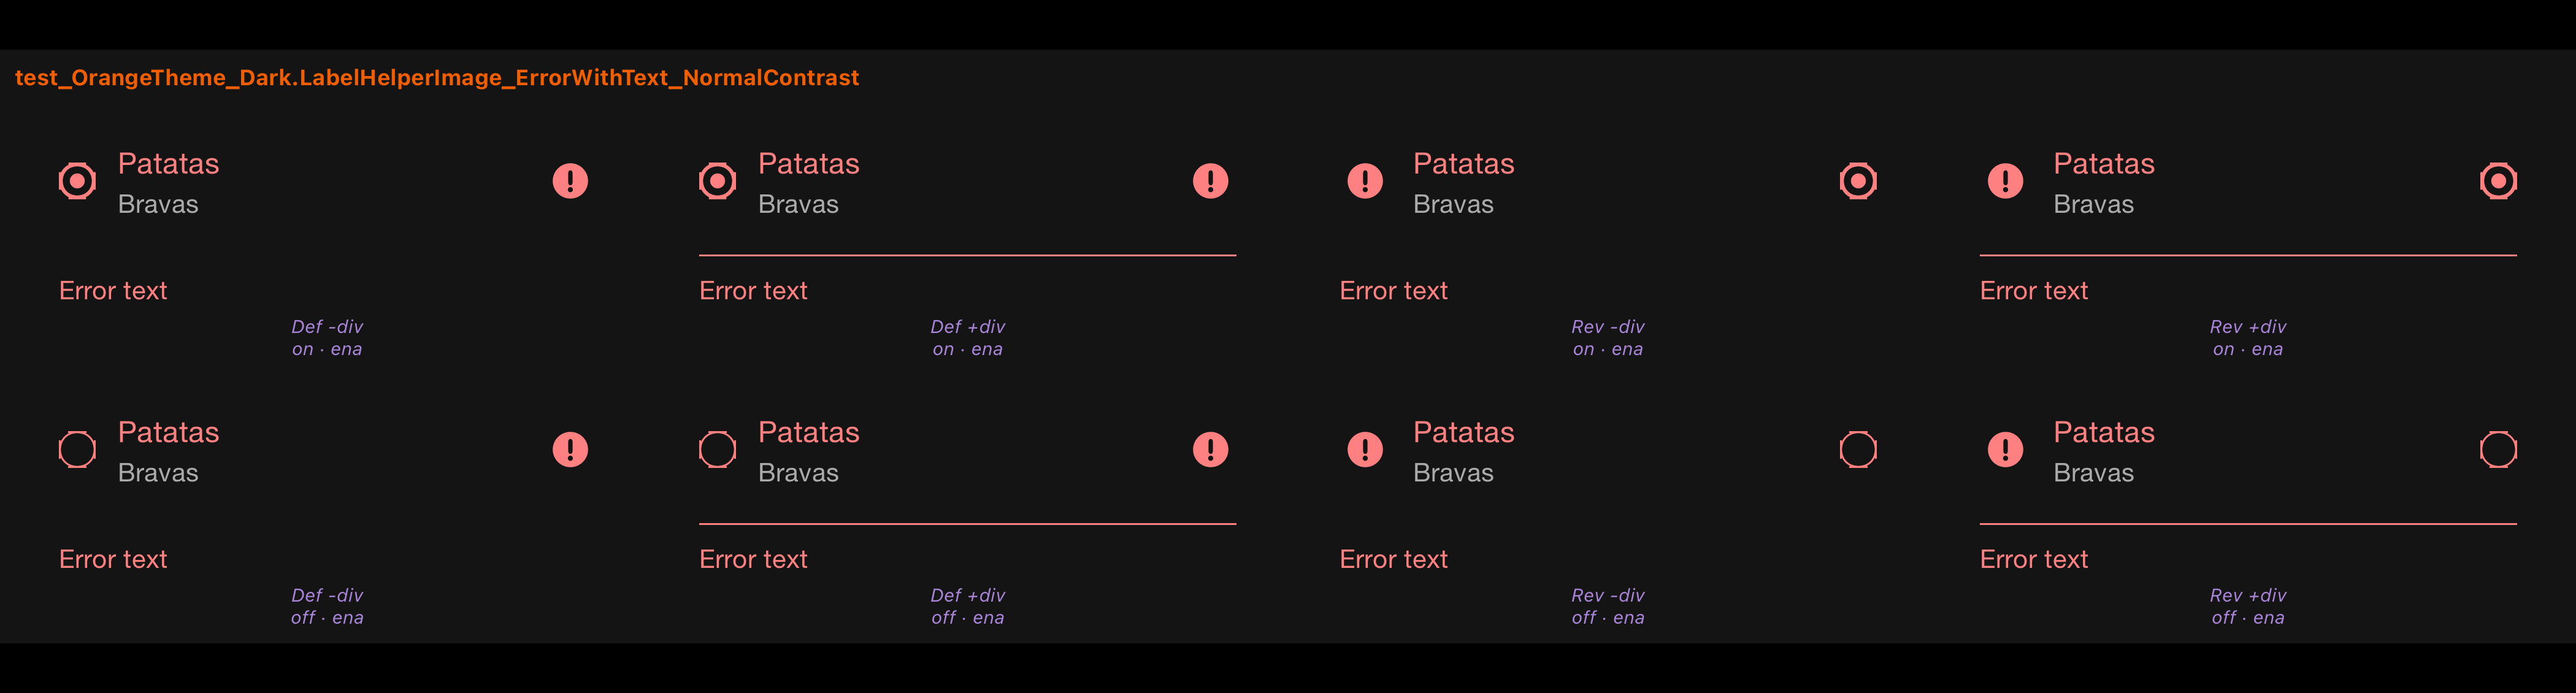 test_OrangeTheme_Dark.LabelHelperImage_ErrorWithText_NormalContrast
Patatas
Bravas
Error text
Def -div
on · ena
Patatas
Bravas
Error text
Def +div
on · ena
Patatas
Bravas
Error text
Rev -div
on · ena
Patatas
Bravas
Error text
Rev +div
on · ena
Patatas
Bravas
Error text
Def -div
off · ena
Patatas
Bravas
Error text
Def +div
off · ena
Patatas
Bravas
Error text
Rev -div
off · ena
Patatas
Bravas
Error text
Rev +div
off · ena